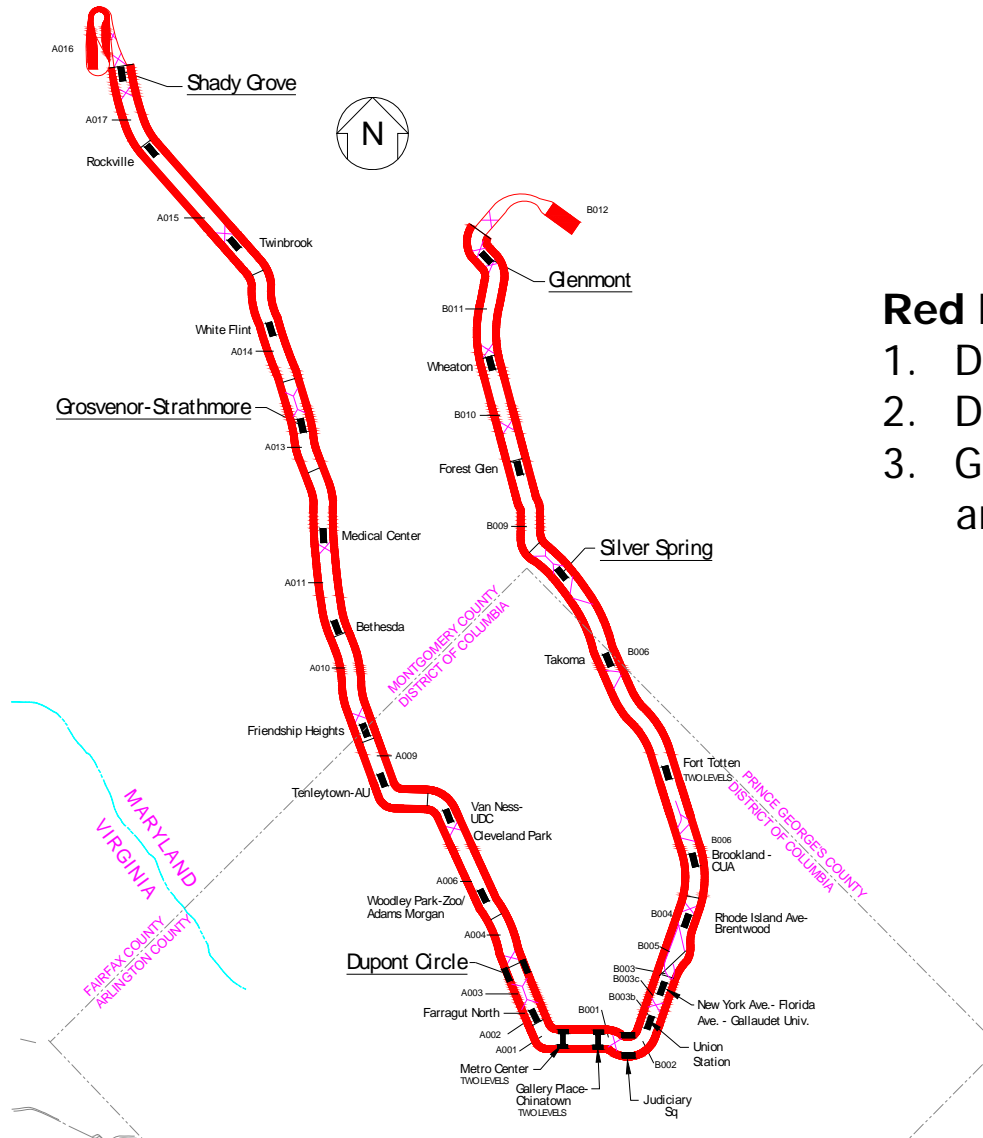 A016
Shady Grove
A017
Rockville
N
A015
Twinbrook
B012
Glenmont
B011
White Flint
A014
Wheaton
Grosvenor-Strathmore
B010
A013
Forest Glen
B009
Medical Center
Silver Spring
A011
MONTGOMERY COUNTY
DISTRICT OF COLUMBIA
Bethesda
B006
Takoma
A010
Friendship Heights
A009
Fort Totten
TWO LEVELS
Tenleytown-AU
PRINCE GEORGE'S COUNTY
DISTRICT OF COLUMBIA
MARYLAND
VIRGINIA
Van Ness-
UDC
Cleveland Park
B006
Brookland -
CUA
A006
Woodley Park-Zoo/
Adams Morgan
A004
B004
Rhode Island Ave-
Brentwood
B005
FAIRFAX COUNTY
ARLINGTON COUNTY
Dupont Circle
B003
B003c
A003
B003b
New York Ave.- Florida
Ave. - Gallaudet Univ.
Farragut North
B001
A002
A001
Union
Station
B002
Metro Center
TWO LEVELS
Gallery Place-
Chinatown
TWO LEVELS
Judiciary
Sq
Red
1. D
2. D
3. G